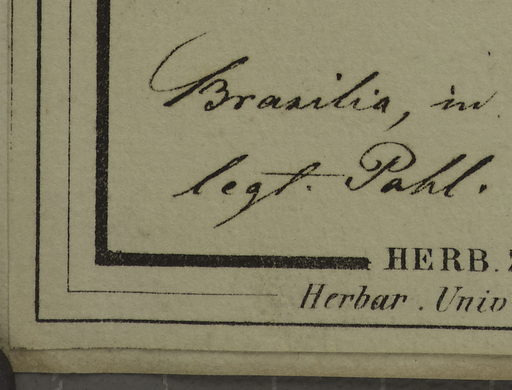 Brasilia, in
legt. Pohl.
HERB.
Herbar. Univ